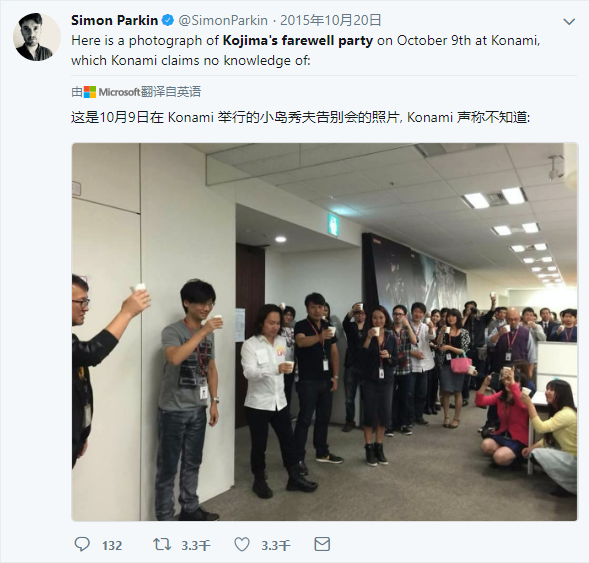 Simon Parkin @SimonParkin · 2015年10月20日
Here is a photograph of Kojima's farewell party on October 9th at Konami,
which Konami claims no knowledge of:
由 Microsoft翻译自英语
这是10月9日在 Konami 举行的小岛秀夫告别会的照片, Konami 声称不知道:
132 3.3千 3.3千